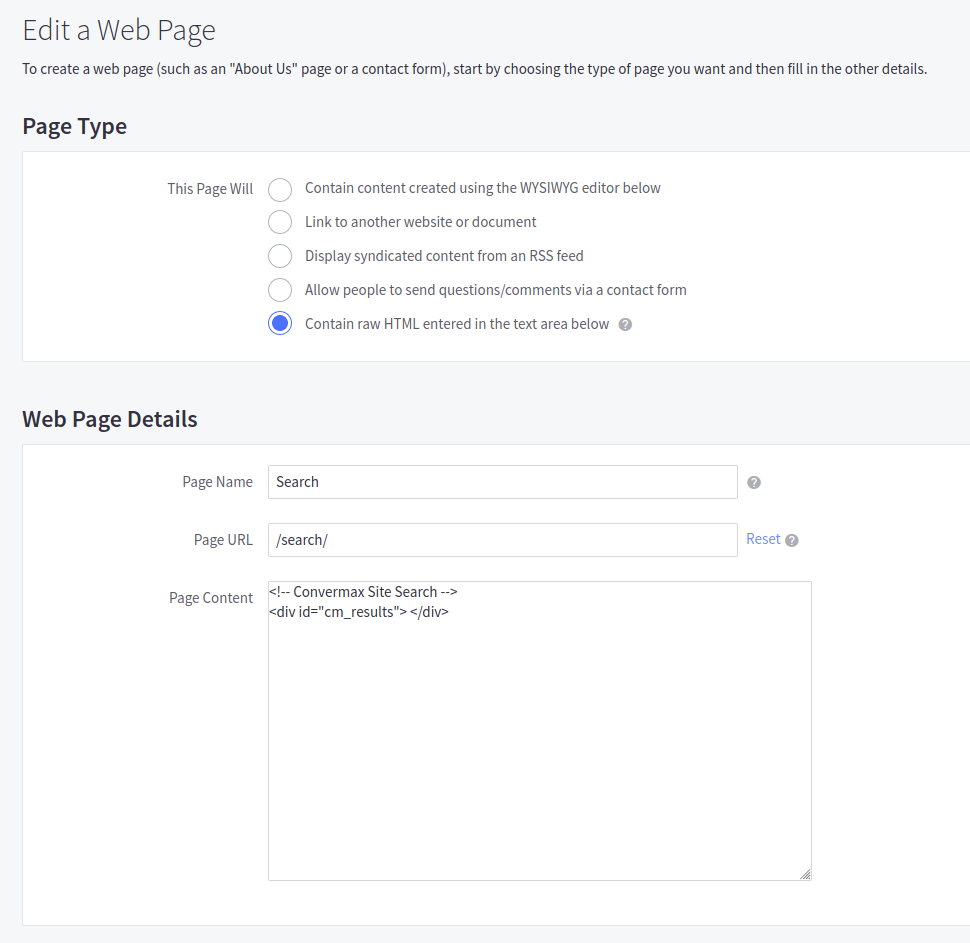 Edit a Web Page
To create a web page (such as an "About Us" page or a contact form), start by choosing the type of page you want and then fill in the other details.
Page Type
This Page Will
Contain content created using the WYSIWYG editor below
Link to another website or document
Display syndicated content from an RSS feed
Allow people to send questions/comments via a contact form
Contain raw HTML entered in the text area below ?
Web Page Details
Page Name Search ?
Page URL /search/ Reset ?
Page Content <!-- Convermax Site Search -->
<div id="cm_results"> </div>